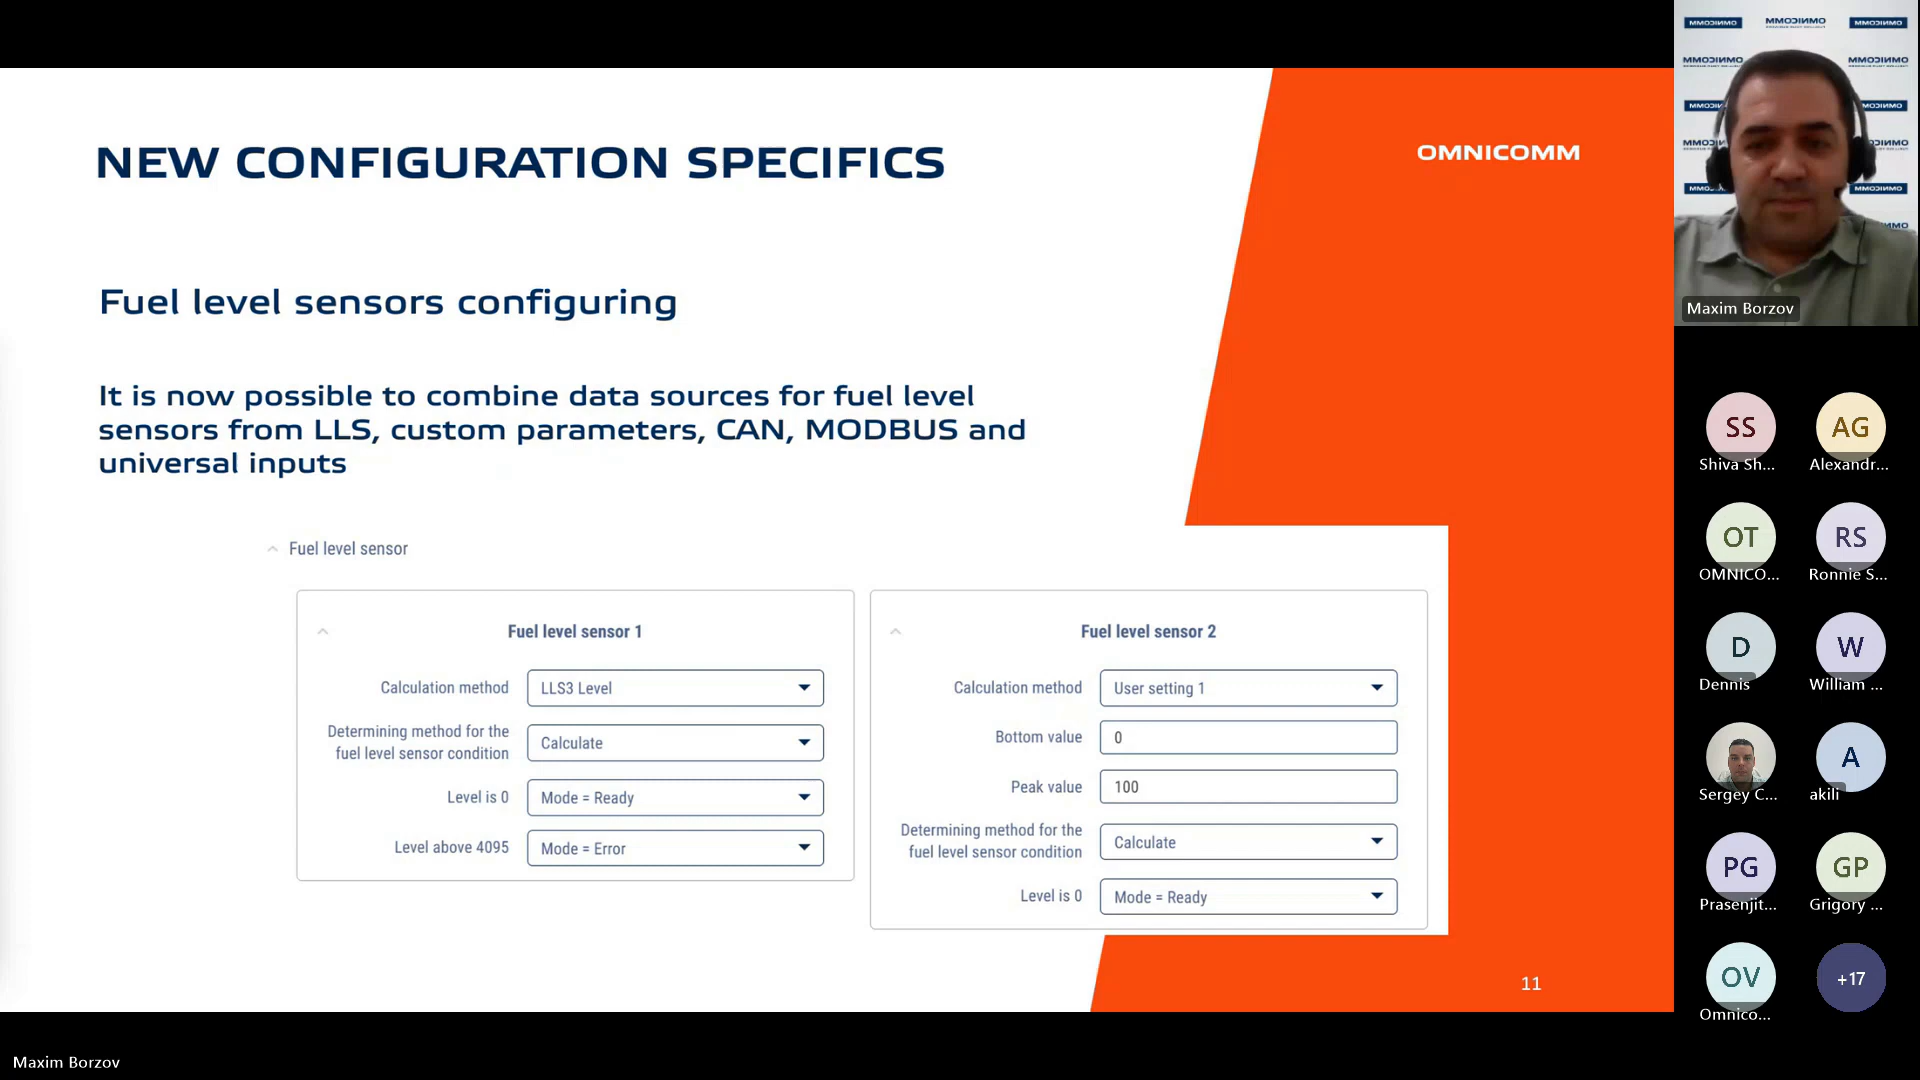 NEW CONFIGURATION SPECIFICS
OMNICOMM
Fuel level sensors configuring
It is now possible to combine data sources for fuel level
sensors from LLS, custom parameters, CAN, MODBUS and
universal inputs
Fuel level sensor
Fuel level sensor 1
Calculation method
LLS3 Level
Determining method for the
fuel level sensor condition
Calculate
Level is 0
Mode = Ready
Level above 4095
Mode = Error
Fuel level sensor 2
Calculation method
User setting 1
Bottom value
0
Peak value
100
Determining method for the
fuel level sensor condition
Calculate
Level is 0
Mode = Ready
11
Maxim Borzov
SS
Shiva Sh...
AG
Alexandr...
OT
OMNICO...
RS
Ronnie S...
D
Dennis
W
William ...
Sergey C...
A
akili
PG
Prasenjit...
GP
Grigory ...
OV
Omnico...
+17
Maxim Borzov